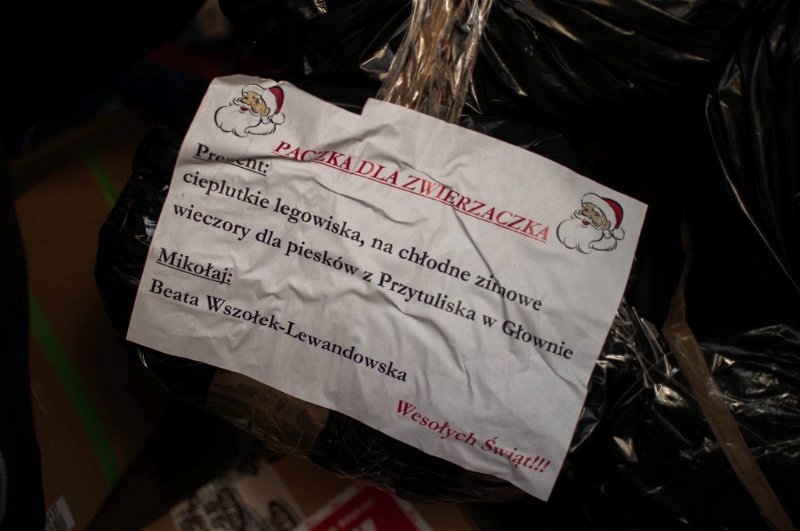 PACZKA DLA ZWIERZACZKA
Prezent:
cieplutkie legowiska, na chłodne zimowe
wieczory dla piesków z Przytuliska w Głownie
Mikołaj:
Beata Wszołek-Lewandowska
Wesołych Świąt!!!